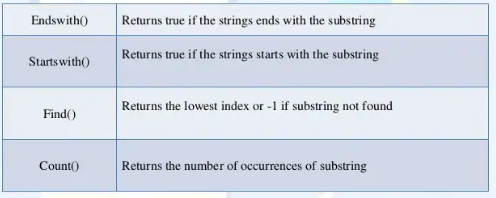 Endswith() Returns true if the strings ends with the substring
Startswith() Returns true if the strings starts with the substring
Find() Returns the lowest index or -1 if substring not found
Count() Returns the number of occurrences of substring